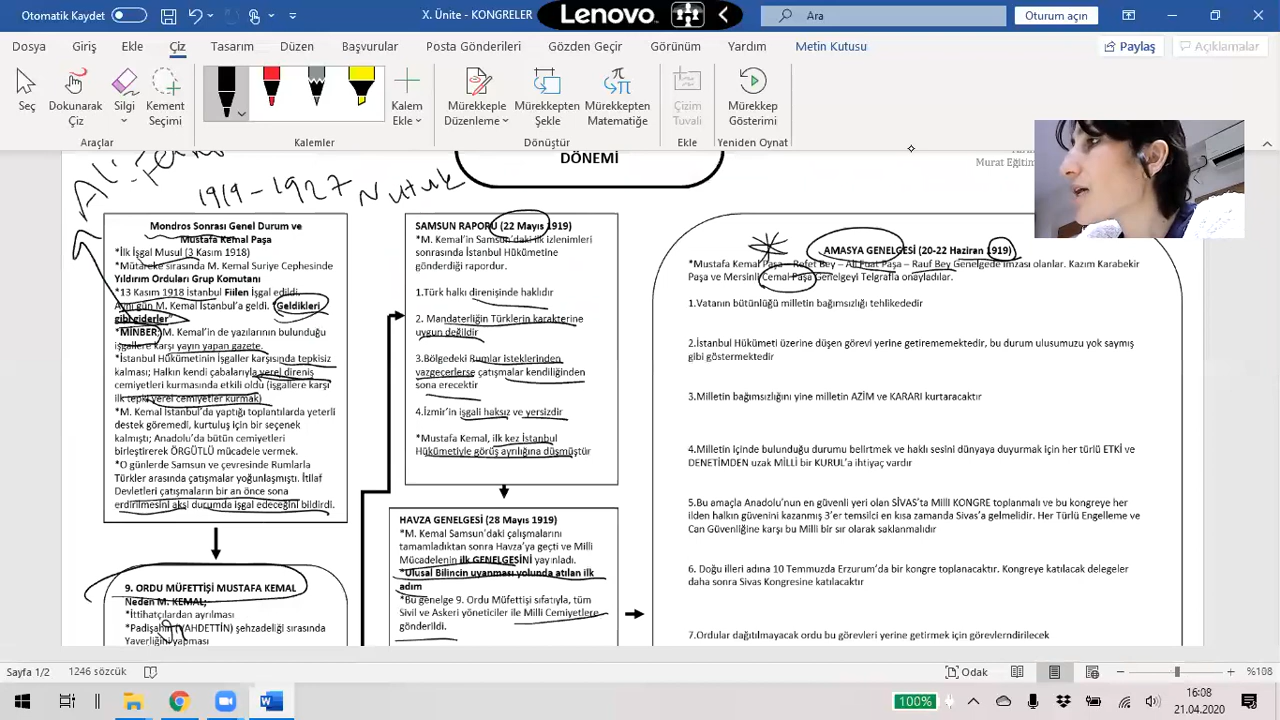 Otomatik Kaydet
X. Ünite - KONGRELER
Lenovo
Ara
Oturum açın
Dosya
Giriş
Ekle
Çiz
Tasarım
Düzen
Başvurular
Posta Gönderileri
Gözden Geçir
Görünüm
Yardım
Metin Kutusu
Paylaş
Açıklamalar
Seç
Dokunarak
Çiz
Silgi
Kement
Seçimi
Kalem
Ekle
Mürekkeple
Düzenleme
Mürekkepten
Şekle
Mürekkepten
Matematiğe
Çizim
Tuvali
Mürekkep
Gösterimi
Araçlar
Kalemler
Dönüştür
Ekle
Yeniden Oynat
DÖNEMİ
Murat Eğitim
1919-1927 Nutuk
Mondros Sonrası Genel Durum ve
Mustafa Kemal Paşa
*İlk İşgal Musul (3 Kasım 1918)
*Mütareke sırasında M. Kemal Suriye Cephesinde
Yıldırım Orduları Grup Komutanı
*13 Kasım 1918 İstanbul Fiilen İşgal edildi.
Aynı gün M. Kemal İstanbul'a geldi. "Geldikleri
gibi giderler"
*MİNBER: M. Kemal'in de yazılarının bulunduğu
işgallere karşı yayın yapan gazete.
*İstanbul Hükümetinin İşgaller karşısında tepkisiz
kalması; Halkın kendi çabalarıyla yerel direniş
cemiyetleri kurmasında etkili oldu (işgallere karşı
ilk tepki yerel cemiyetler kurmak)
*M. Kemal İstanbul'da yaptığı toplantılarda yeterli
destek göremedi, kurtuluş için bir seçenek
kalmıştı; Anadolu'da bütün cemiyetleri
birleştirerek ÖRGÜTLÜ mücadele vermek.
*O günlerde Samsun ve çevresinde Rumlarla
Türkler arasında çatışmalar yoğunlaşmıştı. İtilaf
Devletleri çatışmaların bir an önce sona
erdirilmesini aksi durumda işgal edeceğini bildirdi.
9. ORDU MÜFETTİŞİ MUSTAFA KEMAL
Neden M. KEMAL;
*İttihatçılardan ayrılması
*Padişahın (VAHDETTİN) şehzadeliği sırasında
Yaverliğini yapması
SAMSUN RAPORU (22 Mayıs 1919)
*M. Kemal'in Samsun'daki ilk izlenimleri
sonrasında İstanbul Hükümetine
gönderdiği rapordur.
1.Türk halkı direnişinde haklıdır
2. Mandaterliğin Türklerin karakterine
uygun değildir
3.Bölgedeki Rumlar isteklerinden
vazgeçerlerse çatışmalar kendiliğinden
sona erecektir
4.İzmir'in işgali haksız ve yersizdir
*Mustafa Kemal, ilk kez İstanbul
Hükümetiyle görüş ayrılığına düşmüştür
HAVZA GENELGESİ (28 Mayıs 1919)
*M. Kemal Samsun'daki çalışmalarını
tamamladıktan sonra Havza'ya geçti ve Milli
Mücadelenin ilk GENELGESİNİ yayınladı.
*Ulusal Bilincin uyanması yolunda atılan ilk
adım
*Bu genelge 9. Ordu Müfettişi sıfatıyla, tüm
Sivil ve Askeri yöneticiler ile Milli Cemiyetlere
gönderildi.
AMASYA GENELGESİ (20-22 Haziran 1919)
*Mustafa Kemal Paşa – Refet Bey – Ali Fuat Paşa – Rauf Bey Genelgede imzası olanlar. Kazım Karabekir
Paşa ve Mersinli Cemal Paşa Genelgeyi Telgrafla onayladılar.
1.Vatanın bütünlüğü milletin bağımsızlığı tehlikededir
2.İstanbul Hükümeti üzerine düşen görevi yerine getirememektedir, bu durum ulusumuzu yok saymış
gibi göstermektedir
3.Milletin bağımsızlığını yine milletin AZİM ve KARARI kurtaracaktır
4.Milletin içinde bulunduğu durumu belirtmek ve haklı sesini dünyaya duyurmak için her türlü ETKİ ve
DENETİMDEN uzak MİLLİ bir KURUL'a ihtiyaç vardır
5.Bu amaçla Anadolu'nun en güvenli yeri olan SİVAS'ta Milli KONGRE toplanmalı ve bu kongreye her
ilden halkın güvenini kazanmış 3'er temsilci en kısa zamanda Sivas'a gelmelidir. Her Türlü Engelleme ve
Can Güvenliğine karşı bu Milli bir sır olarak saklanmalıdır
6. Doğu illeri adına 10 Temmuzda Erzurum'da bir kongre toplanacaktır. Kongreye katılacak delegeler
daha sonra Sivas Kongresine katılacaktır
7.Ordular dağıtılmayacak ordu bu görevleri yerine getirmek için görevlerndirilecek
Sayfa 1/2
1246 sözcük
Odak
%108
100%
16:08
21.04.2020